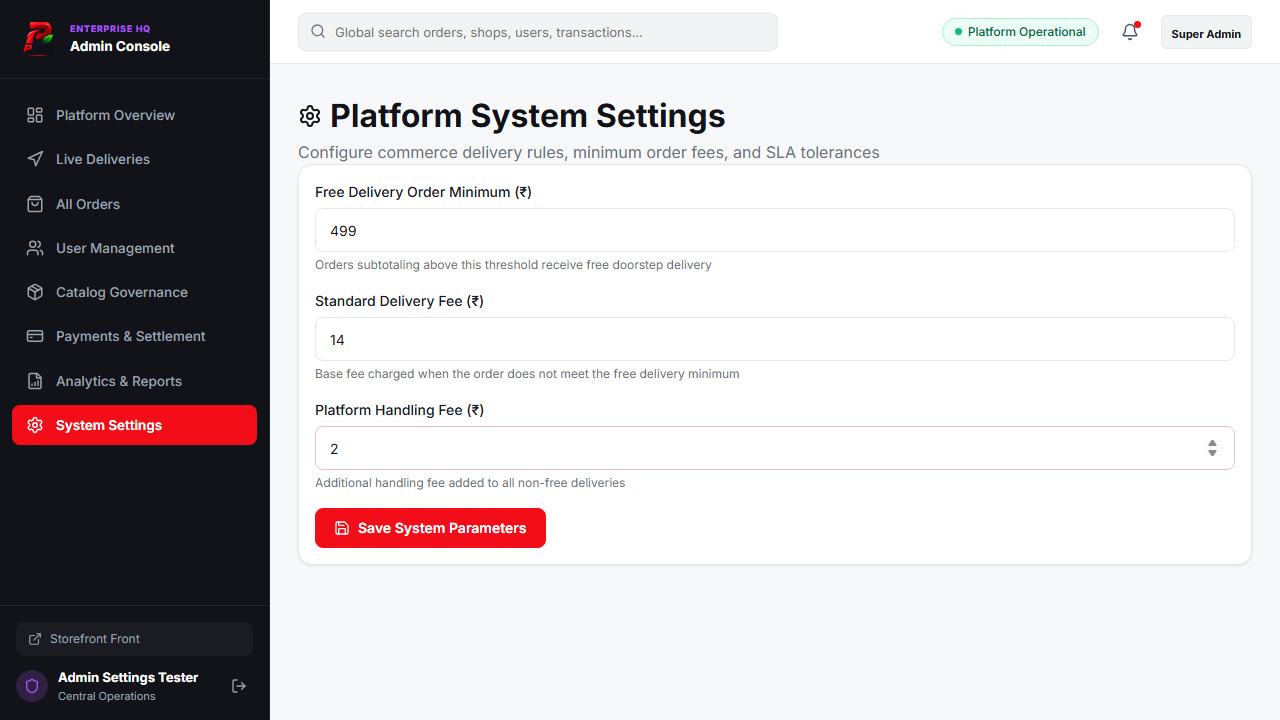 ENTERPRISE HQ
Admin Console
Platform Overview
Live Deliveries
All Orders
User Management
Catalog Governance
Payments & Settlement
Analytics & Reports
System Settings
Storefront Front
Admin Settings Tester
Central Operations
Global search orders, shops, users, transactions...
Platform Operational
Super Admin
Platform System Settings
Configure commerce delivery rules, minimum order fees, and SLA tolerances
Free Delivery Order Minimum (₹)
499
Orders subtotaling above this threshold receive free doorstep delivery
Standard Delivery Fee (₹)
14
Base fee charged when the order does not meet the free delivery minimum
Platform Handling Fee (₹)
2
Additional handling fee added to all non-free deliveries
Save System Parameters